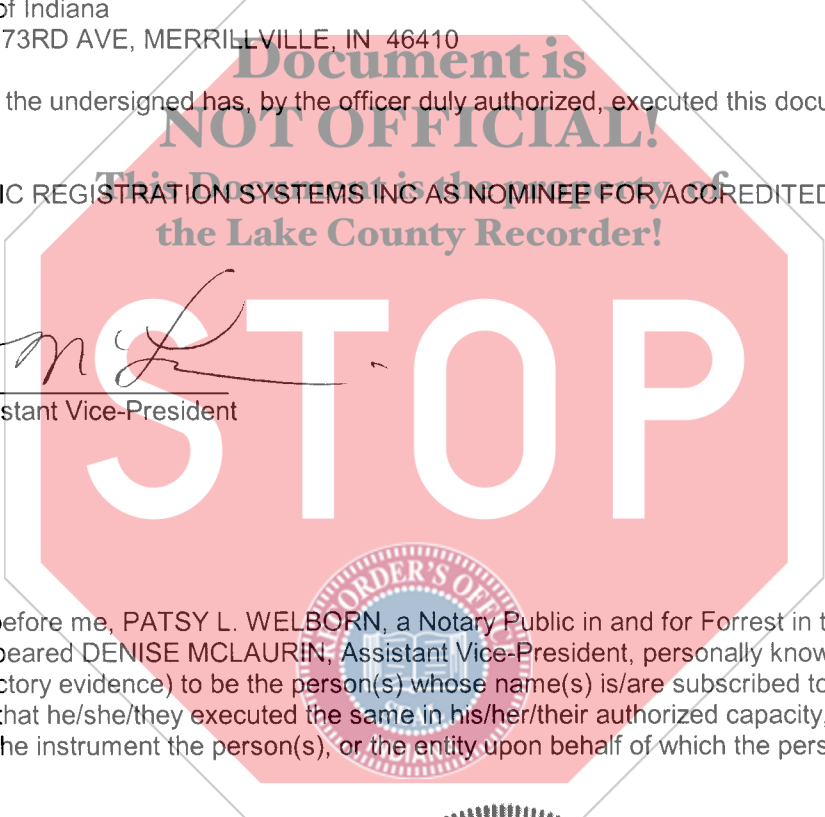 of Indiana
73RD AVE, MERRILLVILLE, IN 46410
Document is
the undersigned has, by the officer duly authorized, executed this docu
NOT OFFICIAL!
This Document is the property of
IC REGISTRATION SYSTEMS INC AS NOMINEE FOR ACCREDITED
the Lake County Recorder!
STOP
stant Vice-President
RECORDER'S OFFICE
efore me, PATSY L. WELBORN, a Notary Public in and for Forrest in t
peared DENISE MCLAURIN, Assistant Vice-President, personally know
ctory evidence) to be the person(s) whose name(s) is/are subscribed to
that he/she/they executed the same in his/her/their authorized capacity,
he instrument the person(s), or the entity upon behalf of which the pers
INDIANA